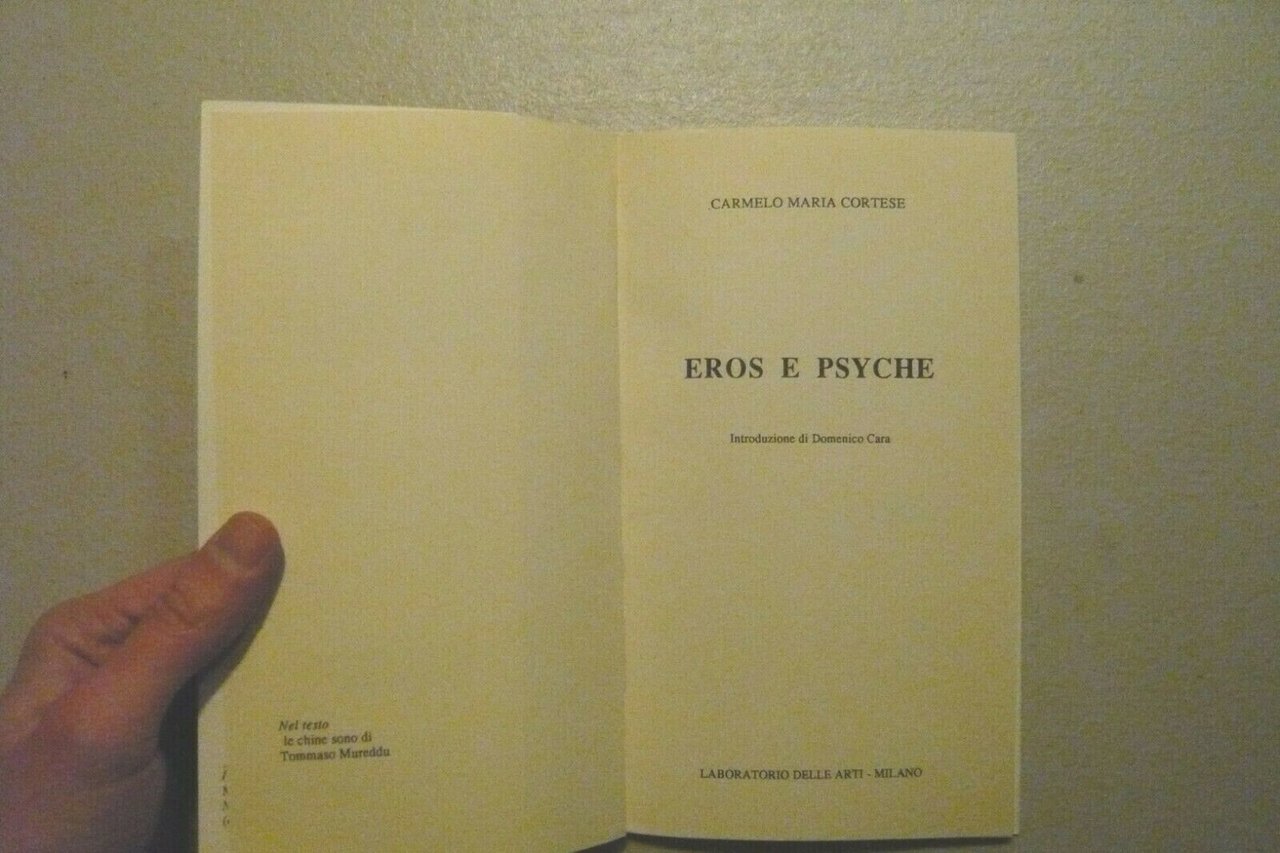 Nel testo
le chine sono di
Tommaso Mureddu
CARMELO MARIA CORTESE
EROS E PSYCHE
Introduzione di Domenico Cara
LABORATORIO DELLE ARTI - MILANO